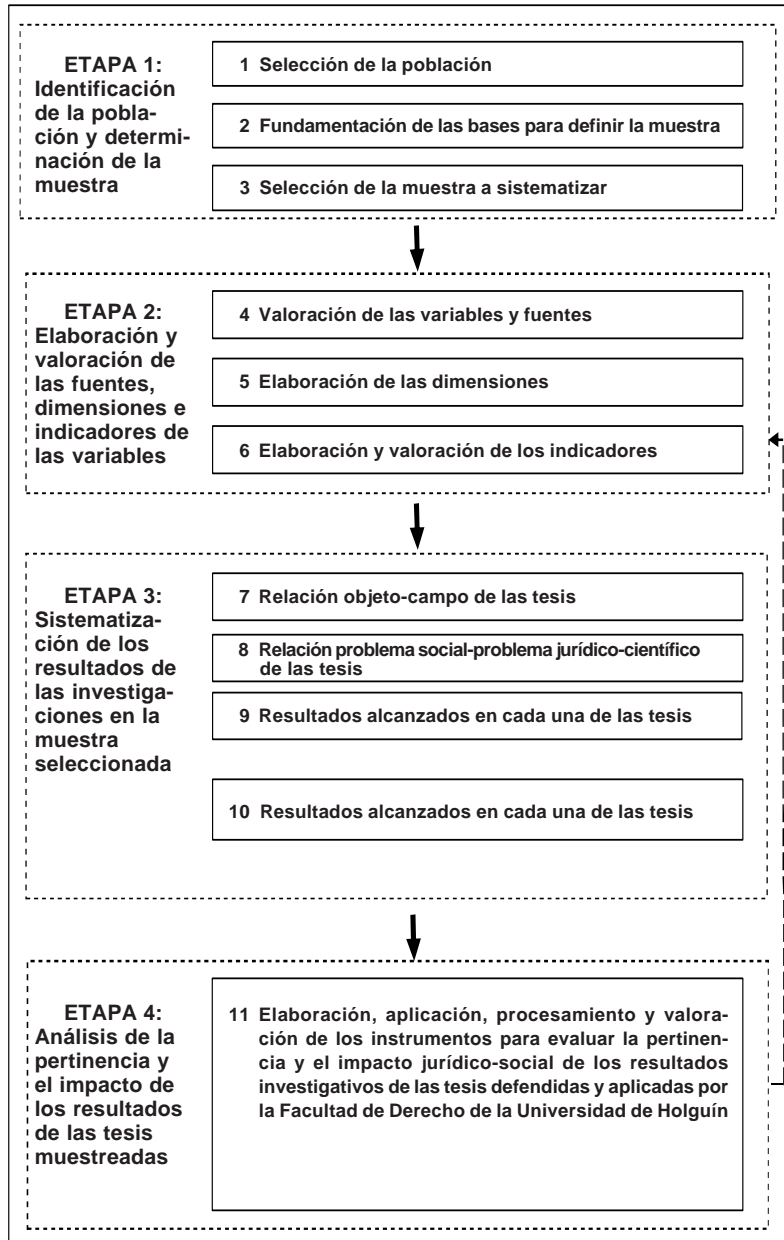 ETAPA 1:
Identificación
de la pobla-
ción y determi-
nación de la
muestra
1 Selección de la población
2 Fundamentación de las bases para definir la muestra
3 Selección de la muestra a sistematizar
ETAPA 2:
Elaboración y
valoración de
las fuentes,
dimensiones e
indicadores de
las variables
4 Valoración de las variables y fuentes
5 Elaboración de las dimensiones
6 Elaboración y valoración de los indicadores
ETAPA 3:
Sistematiza-
ción de los
resultados de
las investiga-
ciones en la
muestra
seleccionada
7 Relación objeto-campo de las tesis
8 Relación problema social-problema jurídico-científico
de las tesis
9 Resultados alcanzados en cada una de las tesis
10 Resultados alcanzados en cada una de las tesis
ETAPA 4:
Análisis de la
pertinencia y
el impacto de
los resultados
de las tesis
muestreadas
11 Elaboración, aplicación, procesamiento y valora-
ción de los instrumentos para evaluar la pertinen-
cia y el impacto jurídico-social de los resultados
investigativos de las tesis defendidas y aplicadas por
la Facultad de Derecho de la Universidad de Holguín